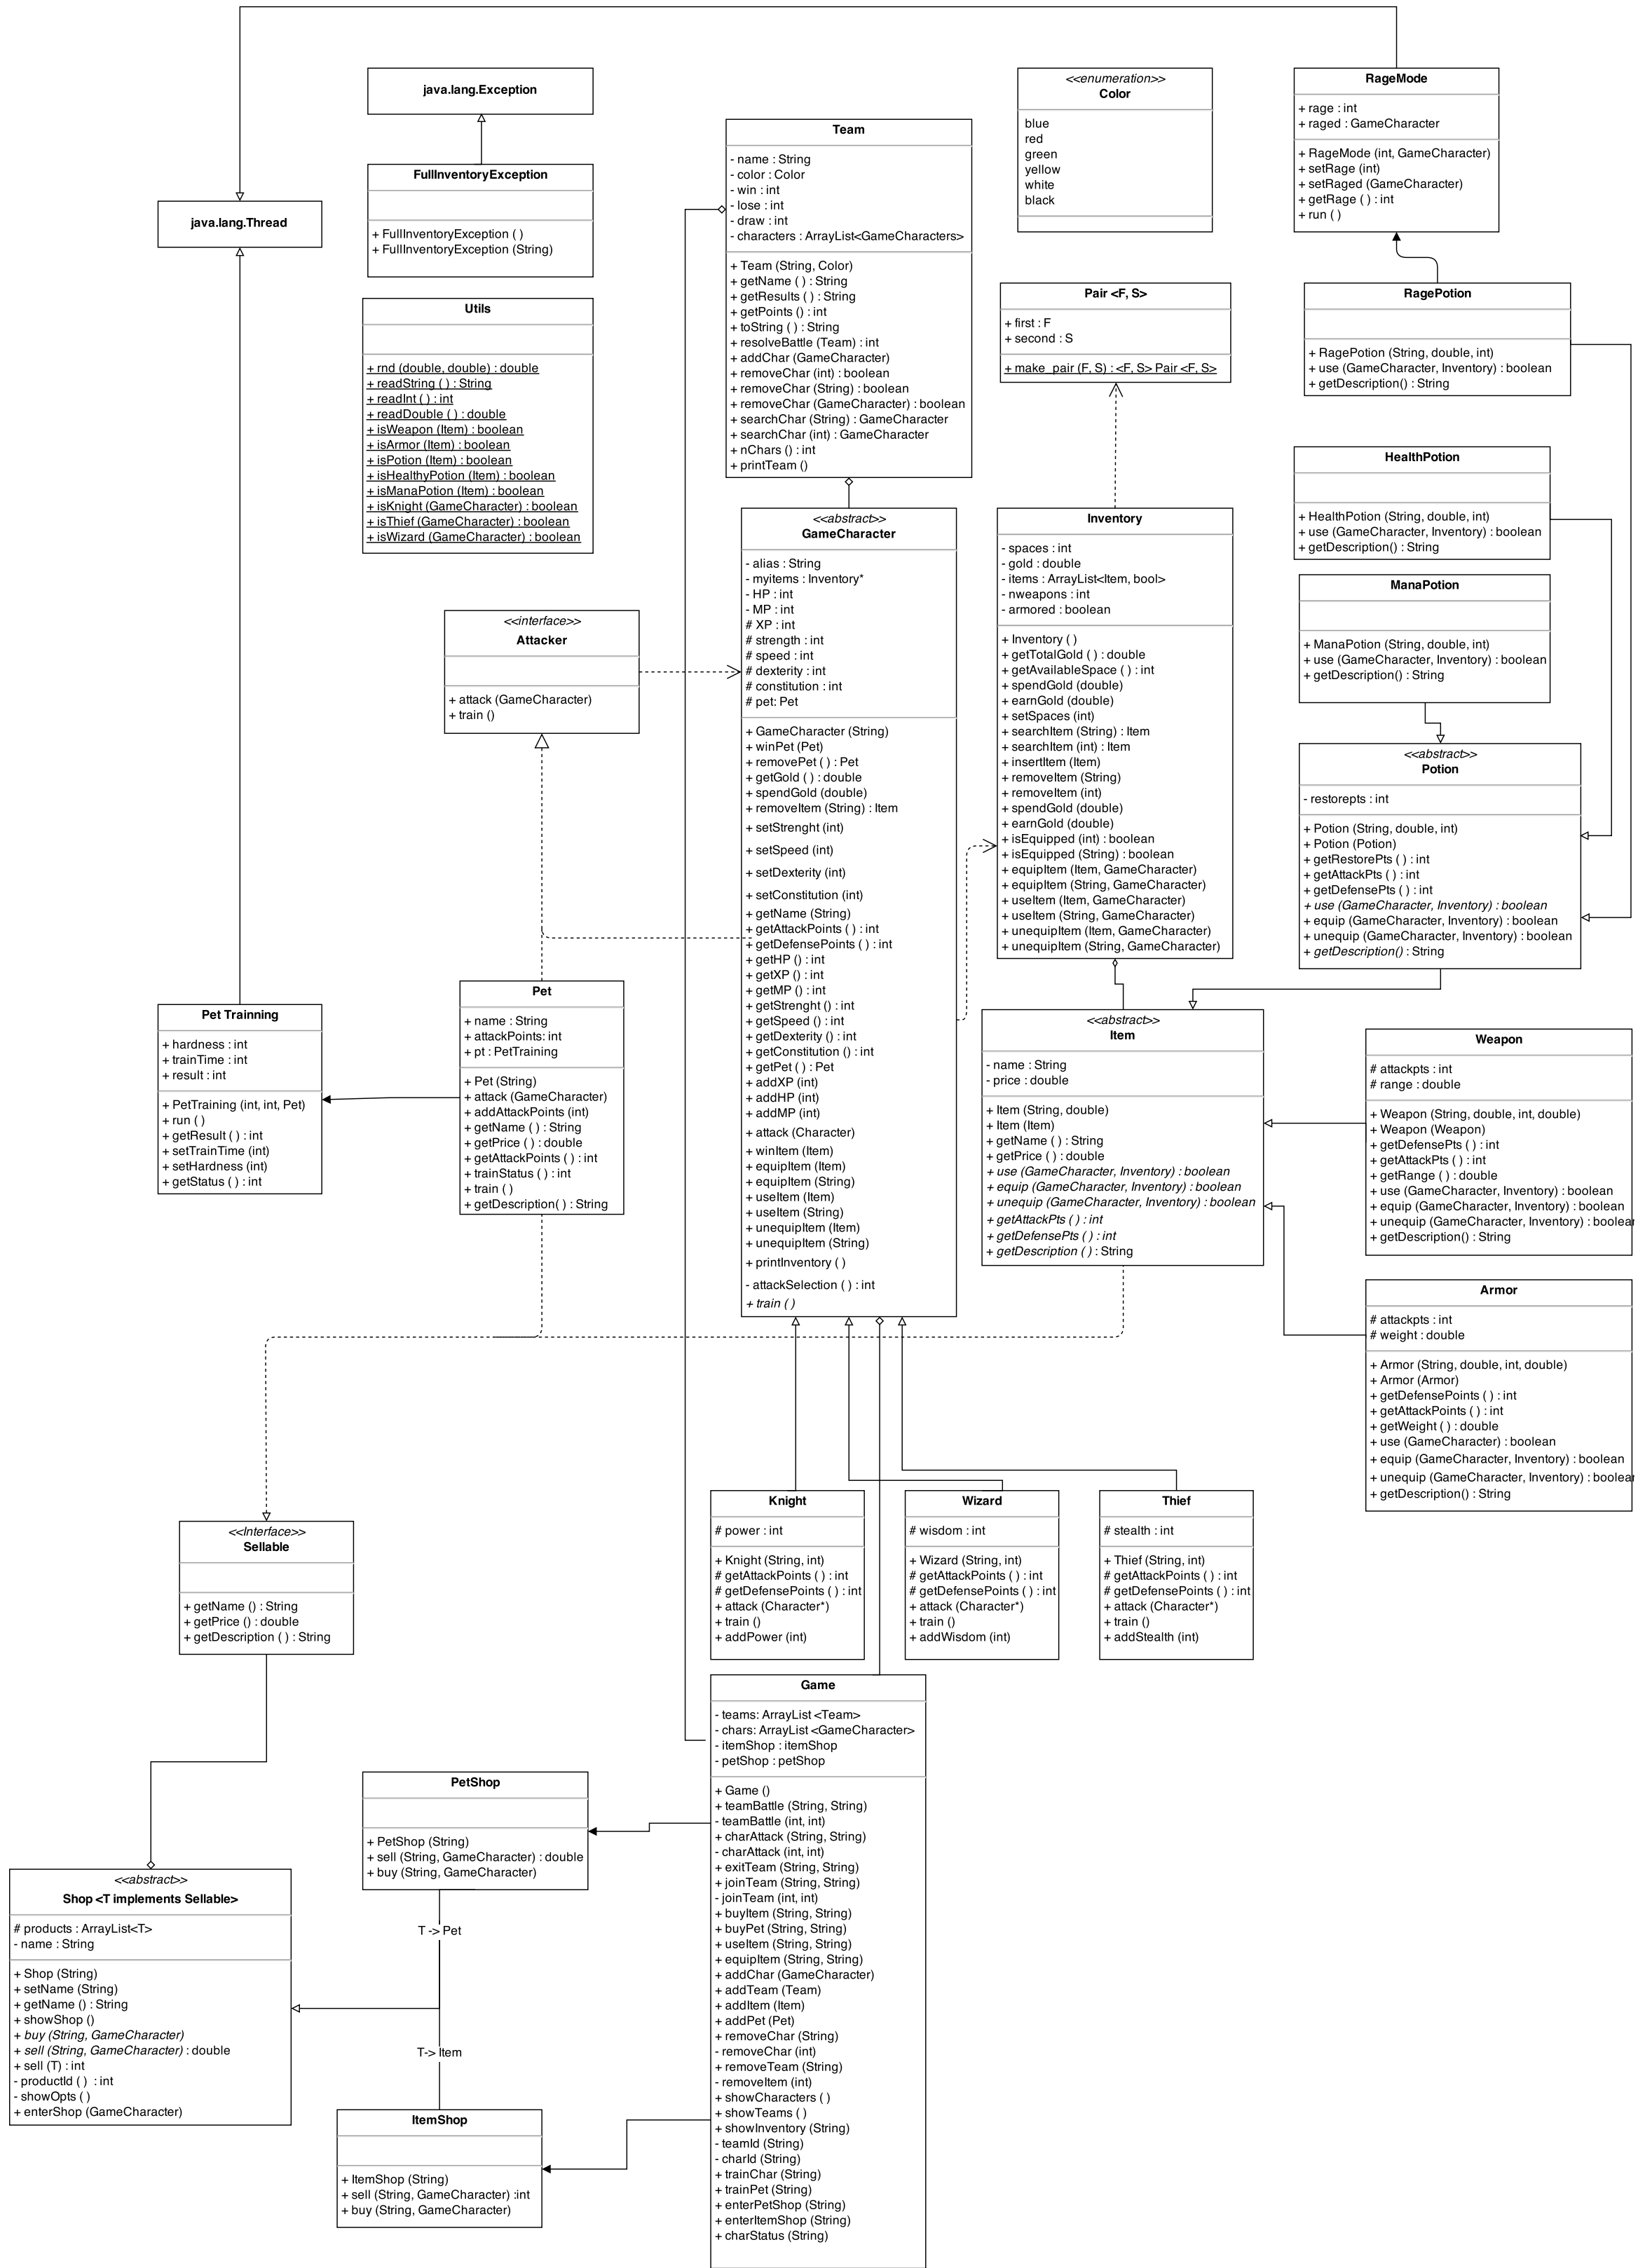 java.lang.Exception
FullInventoryException
+ FullInventoryException ( )
+ FullInventoryException (String)
java.lang.Thread
Utils
+ rnd (double, double) : double
+ readString ( ) : String
+ readInt ( ) : int
+ readDouble ( ) : double
+ isWeapon (Item) : boolean
+ isArmor (Item) : boolean
+ isPotion (Item) : boolean
+ isHealthyPotion (Item) : boolean
+ isManaPotion (Item) : boolean
+ isKnight (GameCharacter) : boolean
+ isThief (GameCharacter) : boolean
+ isWizard (GameCharacter) : boolean
Team
- name : String
- color : Color
- win : int
- lose : int
- draw : int
- characters : ArrayList<GameCharacters>
+ Team (String, Color)
+ getName ( ) : String
+ getResults ( ) : String
+ getPoints () : int
+ toString ( ) : String
+ resolveBattle (Team) : int
+ addChar (GameCharacter)
+ removeChar (int) : boolean
+ removeChar (String) : boolean
+ removeChar (GameCharacter) : boolean
+ searchChar (String) : GameCharacter
+ searchChar (int) : GameCharacter
+ nChars () : int
+ printTeam ()
<<enumeration>>
Color
blue
red
green
yellow
white
black
RageMode
+ rage : int
+ raged : GameCharacter
+ RageMode (int, GameCharacter)
+ setRage (int)
+ setRaged (GameCharacter)
+ getRage ( ) : int
+ run ( )
Pair <F, S>
+ first : F
+ second : S
+ make_pair (F, S) : <F, S> Pair <F, S>
RagePotion
+ RagePotion (String, double, int)
+ use (GameCharacter, Inventory) : boolean
+ getDescription() : String
HealthPotion
+ HealthPotion (String, double, int)
+ use (GameCharacter, Inventory) : boolean
+ getDescription() : String
ManaPotion
+ ManaPotion (String, double, int)
+ use (GameCharacter, Inventory) : boolean
+ getDescription() : String
<<abstract>>
Potion
- restorepts : int
+ Potion (String, double, int)
+ Potion (Potion)
+ getRestorePts ( ) : int
+ getAttackPts ( ) : int
+ getDefensePts ( ) : int
+ use (GameCharacter, Inventory) : boolean
+ equip (GameCharacter, Inventory) : boolean
+ unequip (GameCharacter, Inventory) : boolean
+ getDescription() : String
<<interface>>
Attacker
+ attack (GameCharacter)
+ train ()
<<abstract>>
GameCharacter
- alias : String
- myitems : Inventory*
- HP : int
- MP : int
# XP : int
# strength : int
# speed : int
# dexterity : int
# constitution : int
# pet: Pet
+ GameCharacter (String)
+ winPet (Pet)
+ removePet ( ) : Pet
+ getGold ( ) : double
+ spendGold (double)
+ removeItem (String) : Item
+ setStrenght (int)
+ setSpeed (int)
+ setDexterity (int)
+ setConstitution (int)
+ getName (String)
+ getAttackPoints ( ) : int
+ getDefensePoints ( ) : int
+ getHP () : int
+ getXP () : int
+ getMP () : int
+ getStrenght () : int
+ getSpeed () : int
+ getDexterity () : int
+ getConstitution () : int
+ getPet ( ) : Pet
+ addXP (int)
+ addHP (int)
+ addMP (int)
+ attack (Character)
+ winItem (Item)
+ equipItem (Item)
+ equipItem (String)
+ useItem (Item)
+ useItem (String)
+ unequipItem (Item)
+ unequipItem (String)
+ printInventory ( )
- attackSelection ( ) : int
+ train ( )
Inventory
- spaces : int
- gold : double
- items : ArrayList<Item, bool>
- nweapons : int
- armored : boolean
+ Inventory ( )
+ getTotalGold ( ) : double
+ getAvailableSpace ( ) : int
+ spendGold (double)
+ earnGold (double)
+ setSpaces (int)
+ searchItem (String) : Item
+ searchItem (int) : Item
+ insertItem (Item)
+ removeItem (String)
+ removeItem (int)
+ spendGold (double)
+ earnGold (double)
+ isEquipped (int) : boolean
+ isEquipped (String) : boolean
+ equipItem (Item, GameCharacter)
+ equipItem (String, GameCharacter)
+ useItem (Item, GameCharacter)
+ useItem (String, GameCharacter)
+ unequipItem (Item, GameCharacter)
+ unequipItem (String, GameCharacter)
Pet Trainning
+ hardness : int
+ trainTime : int
+ result : int
+ PetTraining (int, int, Pet)
+ run ( )
+ getResult ( ) : int
+ setTrainTime (int)
+ setHardness (int)
+ getStatus ( ) : int
Pet
+ name : String
+ attackPoints: int
+ pt : PetTraining
+ Pet (String)
+ attack (GameCharacter)
+ addAttackPoints (int)
+ getName ( ) : String
+ getPrice ( ) : double
+ getAttackPoints ( ) : int
+ trainStatus ( ) : int
+ train ( )
+ getDescription( ) : String
<<abstract>>
Item
- name : String
- price : double
+ Item (String, double)
+ Item (Item)
+ getName ( ) : String
+ getPrice ( ) : double
+ use (GameCharacter, Inventory) : boolean
+ equip (GameCharacter, Inventory) : boolean
+ unequip (GameCharacter, Inventory) : boolean
+ getAttackPts ( ) : int
+ getDefensePts ( ) : int
+ getDescription ( ) : String
Weapon
# attackpts : int
# range : double
+ Weapon (String, double, int, double)
+ Weapon (Weapon)
+ getDefensePts ( ) : int
+ getAttackPts ( ) : int
+ getRange ( ) : double
+ use (GameCharacter, Inventory) : boolean
+ equip (GameCharacter, Inventory) : boolean
+ unequip (GameCharacter, Inventory) : boolea
+ getDescription() : String
Armor
# attackpts : int
# weight : double
+ Armor (String, double, int, double)
+ Armor (Armor)
+ getDefensePoints ( ) : int
+ getAttackPoints ( ) : int
+ getWeight ( ) : double
+ use (GameCharacter) : boolean
+ equip (GameCharacter, Inventory) : boolean
+ unequip (GameCharacter, Inventory) : boolea
+ getDescription() : String
Knight
# power : int
+ Knight (String, int)
# getAttackPoints ( ) : int
# getDefensePoints ( ) : int
+ attack (Character*)
+ train ()
+ addPower (int)
Wizard
# wisdom : int
+ Wizard (String, int)
# getAttackPoints ( ) : int
# getDefensePoints ( ) : int
+ attack (Character*)
+ train ()
+ addWisdom (int)
Thief
# stealth : int
+ Thief (String, int)
# getAttackPoints ( ) : int
# getDefensePoints ( ) : int
+ attack (Character*)
+ train ()
+ addStealth (int)
<<Interface>>
Sellable
+ getName () : String
+ getPrice () : double
+ getDescription ( ) : String
Game
- teams: ArrayList <Team>
- chars: ArrayList <GameCharacter>
- itemShop : itemShop
- petShop : petShop
+ Game ()
+ teamBattle (String, String)
- teamBattle (int, int)
+ charAttack (String, String)
- charAttack (int, int)
+ exitTeam (String, String)
+ joinTeam (String, String)
- joinTeam (int, int)
+ buyItem (String, String)
+ buyPet (String, String)
+ useItem (String, String)
+ equipItem (String, String)
+ addChar (GameCharacter)
+ addTeam (Team)
+ addItem (Item)
+ addPet (Pet)
+ removeChar (String)
- removeChar (int)
+ removeTeam (String)
- removeItem (int)
+ showCharacters ( )
+ showTeams ( )
+ showInventory (String)
- teamId (String)
- charId (String)
+ trainChar (String)
+ trainPet (String)
+ enterPetShop (String)
+ enterItemShop (String)
+ charStatus (String)
PetShop
+ PetShop (String)
+ sell (String, GameCharacter) : double
+ buy (String, GameCharacter)
T -> Pet
<<abstract>>
Shop <T implements Sellable>
# products : ArrayList<T>
- name : String
+ Shop (String)
+ setName (String)
+ getName () : String
+ showShop ()
+ buy (String, GameCharacter)
+ sell (String, GameCharacter) : double
+ sell (T) : int
- productId ( ) : int
- showOpts ( )
+ enterShop (GameCharacter)
T-> Item
ItemShop
+ ItemShop (String)
+ sell (String, GameCharacter) :int
+ buy (String, GameCharacter)